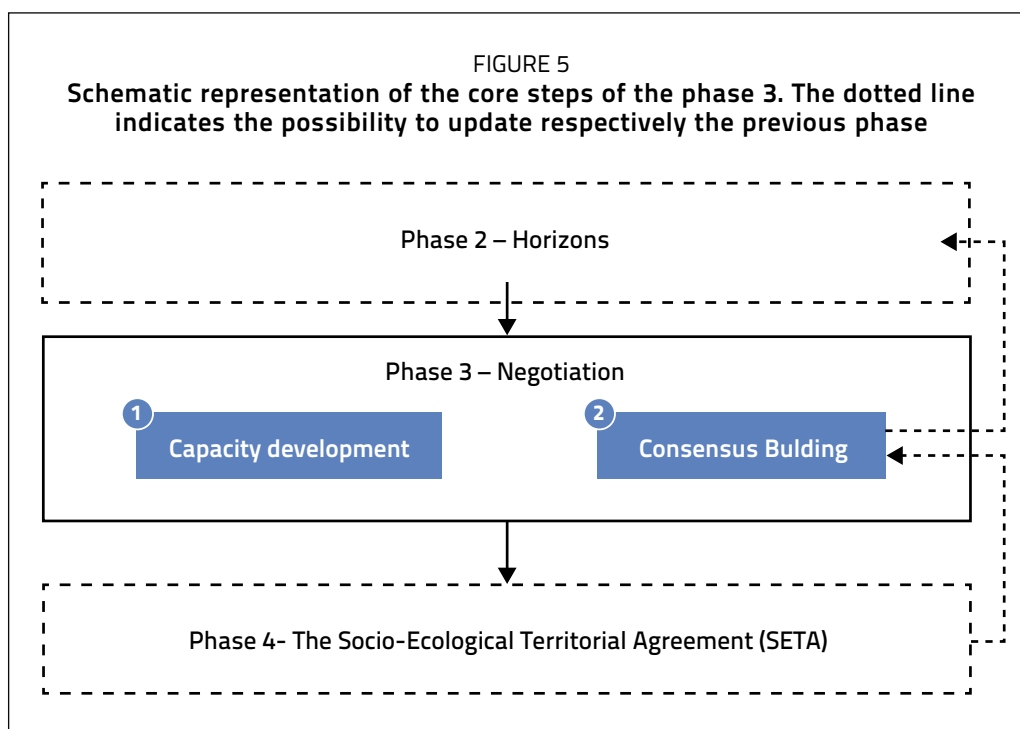 FIGURE 5
Schematic representation of the core steps of the phase 3. The dotted line
indicates the possibility to update respectively the previous phase
Phase 2 – Horizons
Phase 3 – Negotiation
1
Capacity development
2
Consensus Bulding
Phase 4- The Socio-Ecological Territorial Agreement (SETA)